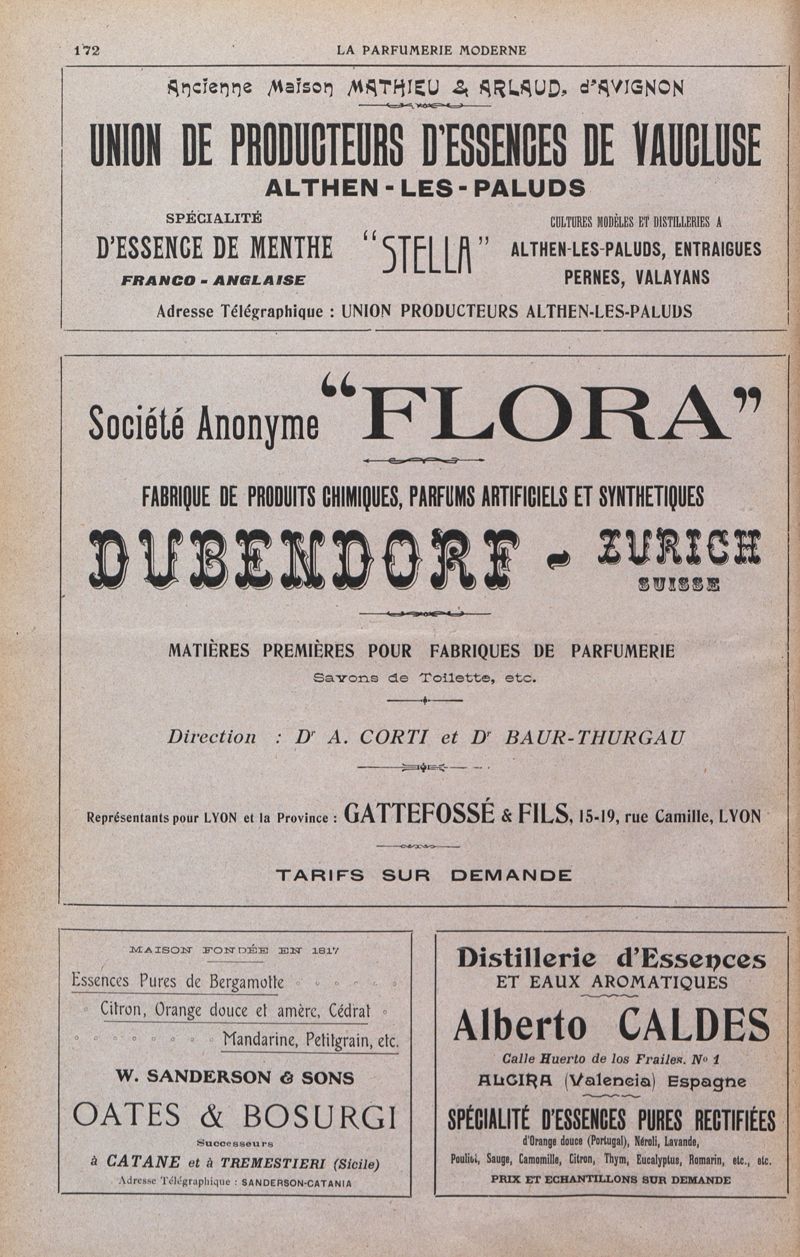 172
LA PARFUMERIE MODERNE
Ancienne Maison MATHIEU & ARLAUD, d'AVIGNON
UNION DE PRODUCTEURS D'ESSENCES DE VAUCLUSE
ALTHEN-LES-PALUDS
SPÉCIALITÉ
D'ESSENCE DE MENTHE
FRANCO-ANGLAISE
"STELLA"
CULTURES MODÈLES ET DISTILLERIES A
ALTHEN-LES-PALUDS, ENTRAIGUES
PERNES, VALAYANS
Adresse Télégraphique : UNION PRODUCTEURS ALTHEN-LES-PALUDS
Société Anonyme "FLORA"
FABRIQUE DE PRODUITS CHIMIQUES, PARFUMS ARTIFICIELS ET SYNTHETIQUES
DUBENDORF - ZURICH
SUISSE
MATIÈRES PREMIÈRES POUR FABRIQUES DE PARFUMERIE
Savons de Toilette, etc.
Direction : Dr A. CORTI et Dr BAUR-THURGAU
Représentants pour LYON et la Province : GATTEFOSSÉ & FILS, 15-19, rue Camille, LYON
TARIFS SUR DEMANDE
MAISON FONDÉE EN 1817
Essences Pures de Bergamotte
Citron, Orange douce et amère, Cédrat
Mandarine, Petitgrain, etc.
W. SANDERSON & SONS
OATES & BOSURGI
Successeurs
à CATANE et à TREMESTIERI (Sicile)
Adresse Télégraphique : SANDERSON-CATANIA
Distillerie d'Essences
ET EAUX AROMATIQUES
Alberto CALDES
Calle Huerto de los Frailes. No 1
ALCIRA (Valencia) Espagne
SPÉCIALITÉ D'ESSENCES PURES RECTIFIÉES
d'Orange douce (Portugal), Néroli, Lavande,
Sauge, Camomille, Citron, Thym, Eucalyptus, Romarin, etc., etc.
PRIX ET ECHANTILLONS SUR DEMANDE